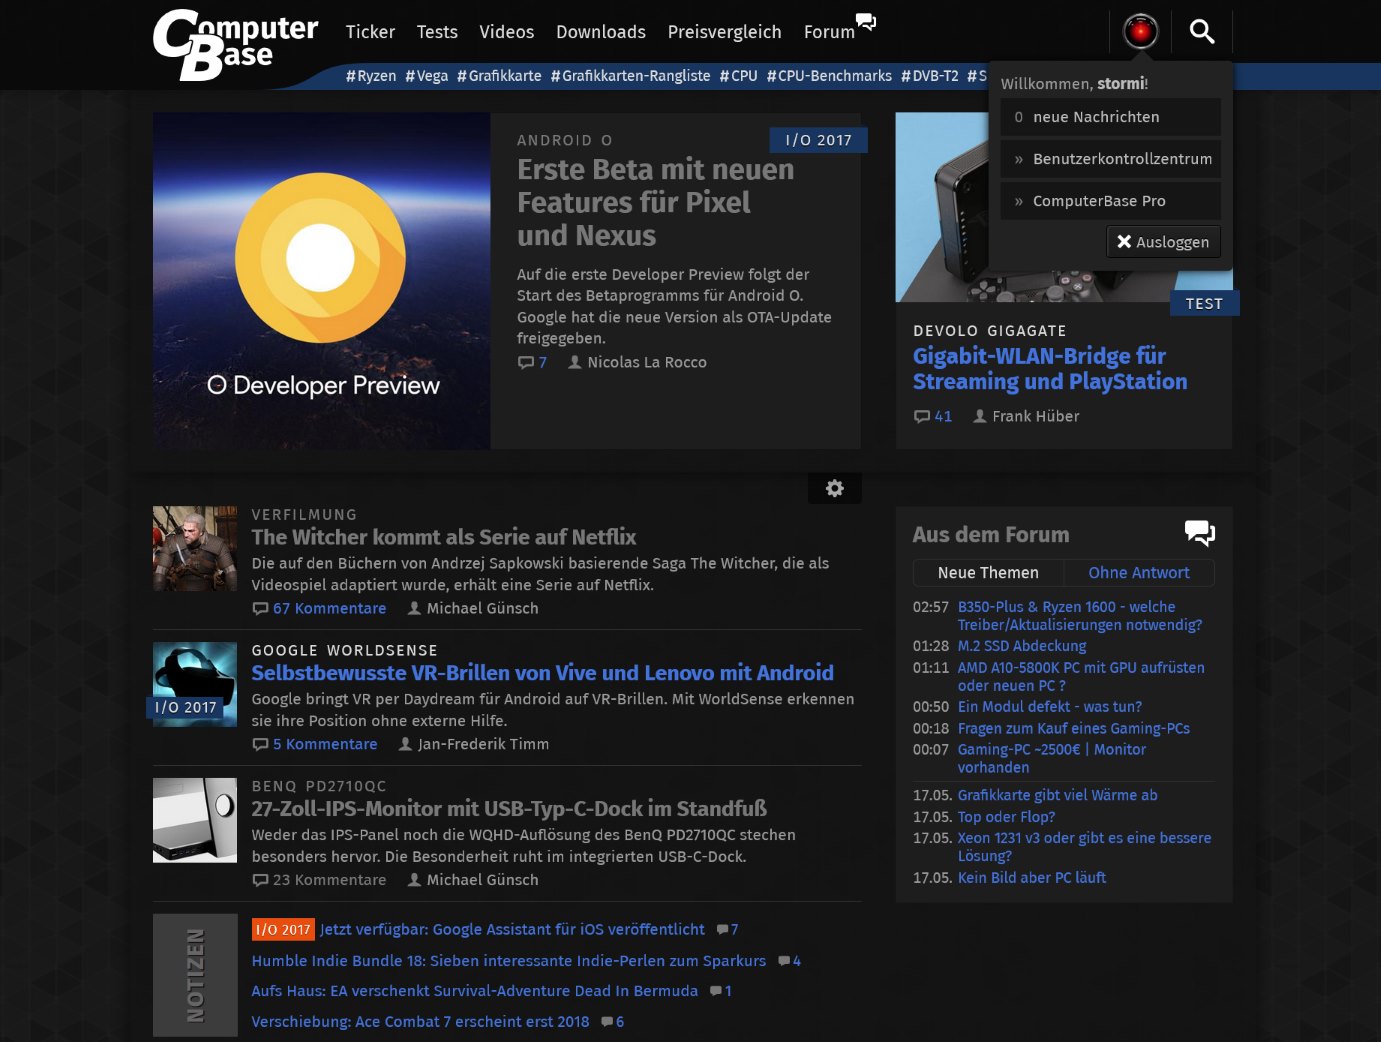 Computer
Base
Ticker Tests Videos Downloads Preisvergleich Forum
#Ryzen #Vega #Grafikkarte #Grafikkarten-Rangliste #CPU #CPU-Benchmarks #DVB-T2 #S
Willkommen, stormi!
0 neue Nachrichten
» Benutzerkontrollzentrum
» ComputerBase Pro
Ausloggen
O Developer Preview
ANDROID O
I/O 2017
Erste Beta mit neuen
Features für Pixel
und Nexus
Auf die erste Developer Preview folgt der
Start des Betaprogramms für Android O.
Google hat die neue Version als OTA-Update
freigegeben.
7 Nicolas La Rocco
TEST
DEVOLO GIGAGATE
Gigabit-WLAN-Bridge für
Streaming und PlayStation
41 Frank Hüber
VERFILMUNG
The Witcher kommt als Serie auf Netflix
Die auf den Büchern von Andrzej Sapkowski basierende Saga The Witcher, die als
Videospiel adaptiert wurde, erhält eine Serie auf Netflix.
67 Kommentare Michael Günsch
I/O 2017
GOOGLE WORLDSENSE
Selbstbewusste VR-Brillen von Vive und Lenovo mit Android
Google bringt VR per Daydream für Android auf VR-Brillen. Mit WorldSense erkennen
sie ihre Position ohne externe Hilfe.
5 Kommentare Jan-Frederik Timm
BENQ PD2710QC
27-Zoll-IPS-Monitor mit USB-Typ-C-Dock im Standfuß
Weder das IPS-Panel noch die WQHD-Auflösung des BenQ PD2710QC stechen
besonders hervor. Die Besonderheit ruht im integrierten USB-C-Dock.
23 Kommentare Michael Günsch
NOTIZEN
I/O 2017 Jetzt verfügbar: Google Assistant für iOS veröffentlicht 7
Humble Indie Bundle 18: Sieben interessante Indie-Perlen zum Sparkurs 4
Aufs Haus: EA verschenkt Survival-Adventure Dead In Bermuda 1
Verschiebung: Ace Combat 7 erscheint erst 2018 6
Aus dem Forum
Neue Themen Ohne Antwort
02:57 B350-Plus & Ryzen 1600 - welche
Treiber/Aktualisierungen notwendig?
01:28 M.2 SSD Abdeckung
01:11 AMD A10-5800K PC mit GPU aufrüsten
oder neuen PC ?
00:50 Ein Modul defekt - was tun?
00:18 Fragen zum Kauf eines Gaming-PCs
00:07 Gaming-PC ~2500€ | Monitor
vorhanden
17.05. Grafikkarte gibt viel Wärme ab
17.05. Top oder Flop?
17.05. Xeon 1231 v3 oder gibt es eine bessere
Lösung?
17.05. Kein Bild aber PC läuft